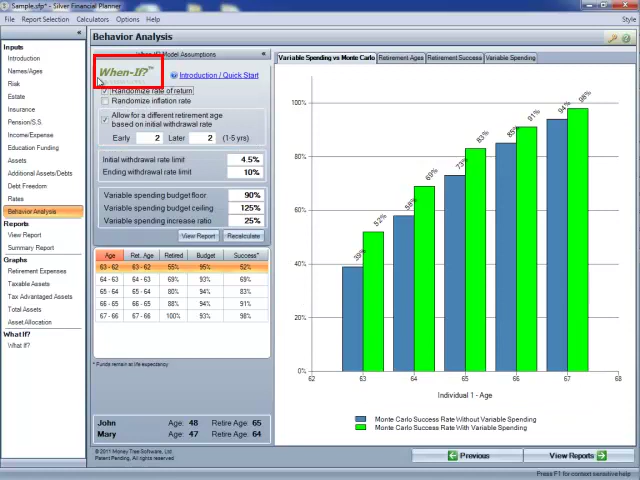 Sample.sfp* - Silver Financial Planner
File Report Selection Calculators Options Help Style
Inputs
Introduction
Names/Ages
Risk
Estate
Insurance
Pension/S.S.
Income/Expense
Education Funding
Assets
Additional Assets/Debts
Debt Freedom
Rates
Behavior Analysis
Reports
View Report
Summary Report
Graphs
Retirement Expenses
Taxable Assets
Tax Advantaged Assets
Total Assets
Asset Allocation
What If?
What If?
Behavior Analysis
When-If? Model Assumptions
When-If?™
Introduction / Quick Start
Randomize rate of return
Randomize inflation rate
Allow for a different retirement age
based on initial withdrawal rate
Early 2 Later 2 (1-5 yrs)
Initial withdrawal rate limit 4.5%
Ending withdrawal rate limit 10%
Variable spending budget floor 90%
Variable spending budget ceiling 125%
Variable spending increase ratio 25%
View Report Recalculate
Age Ret. Age Retired Budget Success*
63 - 62 63 - 62 55% 95% 52%
64 - 63 64 - 63 69% 93% 69%
65 - 64 65 - 64 80% 94% 83%
66 - 65 66 - 65 88% 94% 91%
67 - 66 67 - 66 100% 93% 98%
* Funds remain at life expectancy.
John Age: 48 Retire Age: 65
Mary Age: 47 Retire Age: 64
© 2011 Money Tree Software, Ltd.
Patent Pending. All rights reserved
Variable Spending vs Monte Carlo Retirement Ages Retirement Success Variable Spending
100%
80%
60%
40%
20%
0%
39% 52% 58% 69% 73% 83% 85% 91% 94% 98%
62 63 64 65 66 67 68
Individual 1 - Age
Monte Carlo Success Rate Without Variable Spending
Monte Carlo Success Rate With Variable Spending
Previous View Reports
Press F1 for context sensitive help